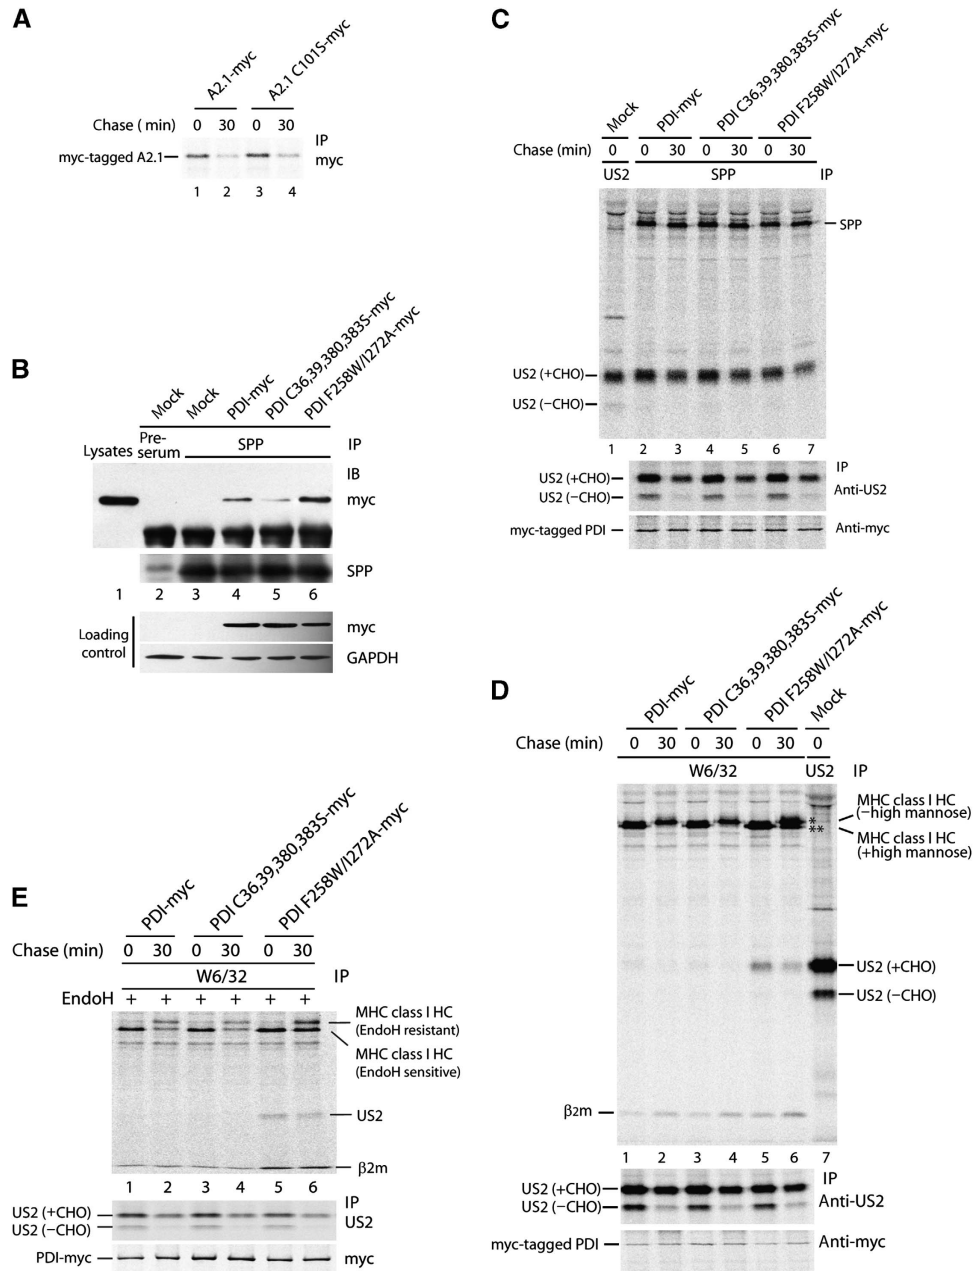 A
A2.1-myc
A2.1 C101S-myc
Chase ( min) 0 30 0 30
IP
myc-tagged A2.1
myc
1 2 3 4
B
Mock
Mock
PDI-myc
PDI C36,39,380,383S-myc
PDI F258W/I272A-myc
Lysates
Pre-serum
SPP
IP
IB
myc
SPP
1 2 3 4 5 6
Loading control
myc
GAPDH
C
Mock
PDI-myc
PDI C36,39,380,383S-myc
PDI F258W/I272A-myc
Chase (min) 0 0 30 0 30 0 30
US2 SPP IP
SPP
US2 (+CHO)
US2 (−CHO)
1 2 3 4 5 6 7
IP
US2 (+CHO)
US2 (−CHO)
Anti-US2
myc-tagged PDI
Anti-myc
D
PDI-myc
PDI C36,39,380,383S-myc
PDI F258W/I272A-myc
Mock
Chase (min) 0 30 0 30 0 30 0
W6/32 US2 IP
MHC class I HC
(−high mannose)
*
**
MHC class I HC
(+high mannose)
US2 (+CHO)
US2 (−CHO)
β2m
1 2 3 4 5 6 7
IP
US2 (+CHO)
US2 (−CHO)
Anti-US2
myc-tagged PDI
Anti-myc
E
PDI-myc
PDI C36,39,380,383S-myc
PDI F258W/I272A-myc
Chase (min) 0 30 0 30 0 30
W6/32 IP
EndoH + + + + + +
MHC class I HC
(EndoH resistant)
MHC class I HC
(EndoH sensitive)
US2
β2m
1 2 3 4 5 6
IP
US2 (+CHO)
US2 (−CHO)
US2
PDI-myc
myc